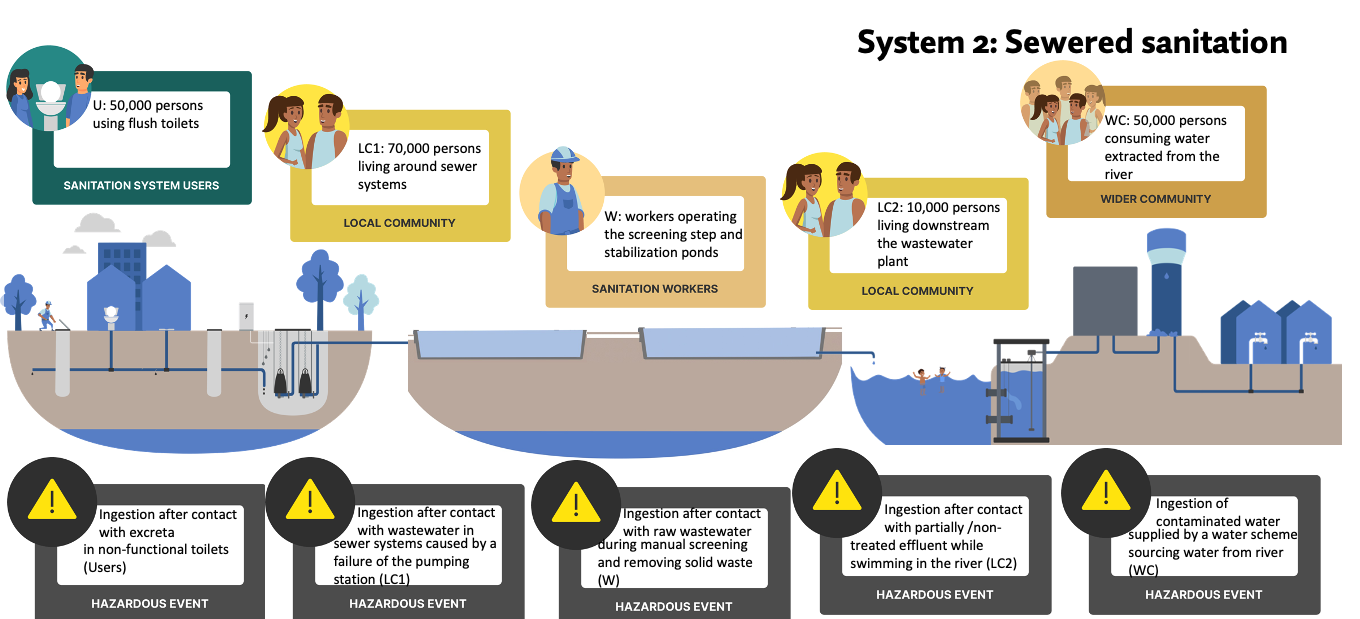 System 2: Sewered sanitation
U: 50,000 persons
using flush toilets
SANITATION SYSTEM USERS
LC1: 70,000 persons
living around sewer
systems
LOCAL COMMUNITY
W: workers operating
the screening step and
stabilization ponds
SANITATION WORKERS
LC2: 10,000 persons
living downstream
the wastewater
plant
LOCAL COMMUNITY
WC: 50,000 persons
consuming water
extracted from the
river
WIDER COMMUNITY
Ingestion after contact
with excreta
in non-functional toilets
(Users)
HAZARDOUS EVENT
Ingestion after contact
with wastewater in
sewer systems caused by a
failure of the pumping
station (LC1)
HAZARDOUS EVENT
Ingestion after contact
with raw wastewater
during manual screening
and removing solid waste
(W)
HAZARDOUS EVENT
Ingestion after contact
with partially /non-
treated effluent while
swimming in the river (LC2)
HAZARDOUS EVENT
Ingestion of
contaminated water
supplied by a water scheme
sourcing water from river
(WC)
HAZARDOUS EVENT